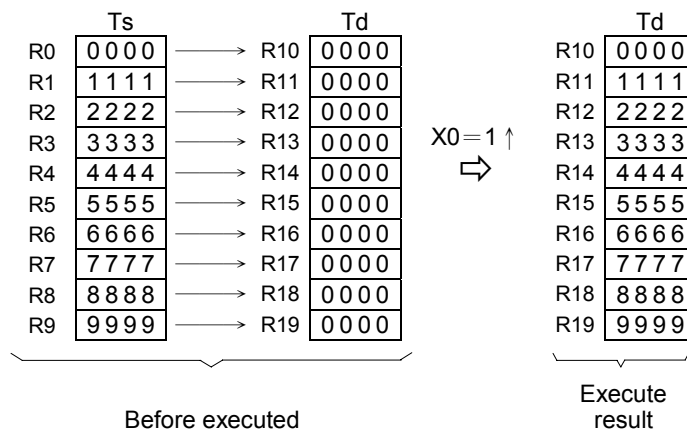 Ts Td Td
R0 0000 R10 0000 R10 0000
R1 1111 R11 0000 R11 1111
R2 2222 R12 0000 R12 2222
R3 3333 R13 0000 X0=1↑ R13 3333
R4 4444 R14 0000 R14 4444
R5 5555 R15 0000 R15 5555
R6 6666 R16 0000 R16 6666
R7 7777 R17 0000 R17 7777
R8 8888 R18 0000 R18 8888
R9 9999 R19 0000 R19 9999
Before executed
Execute
result